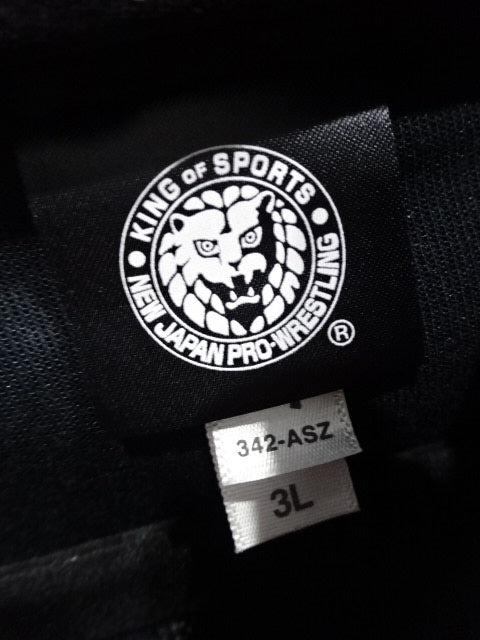 KING OF SPORTS
NEW JAPAN PRO-WRESTLING
®
342-ASZ
3L